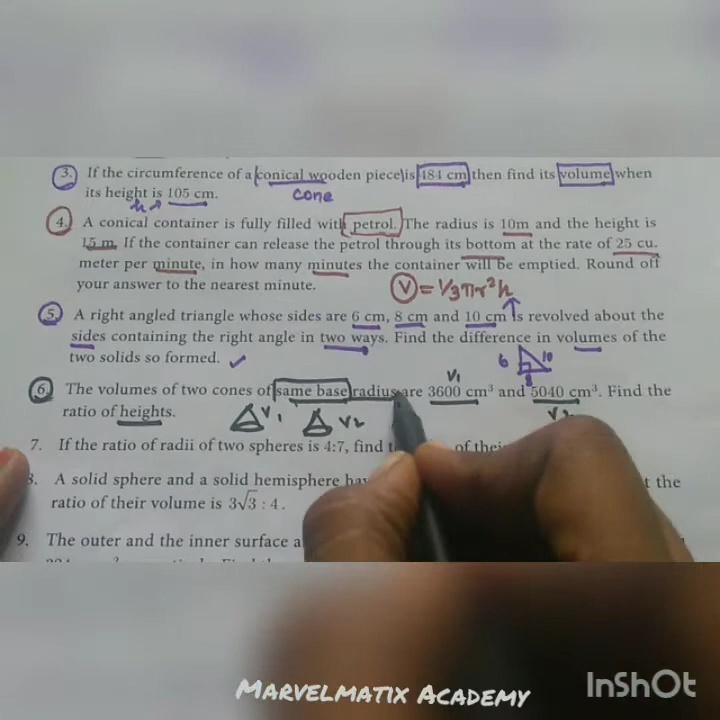 3. If the circumference of a conical wooden piece is 484 cm then find its volume when
its height is 105 cm.
h
cone
4. A conical container is fully filled with petrol. The radius is 10m and the height is
15 m. If the container can release the petrol through its bottom at the rate of 25 cu.
meter per minute, in how many minutes the container will be emptied. Round off
your answer to the nearest minute.
V = 1/3πr²h
5. A right angled triangle whose sides are 6 cm, 8 cm and 10 cm is revolved about the
sides containing the right angle in two ways. Find the difference in volumes of the
two solids so formed.
6 10
8
V1
6. The volumes of two cones of same base radius are 3600 cm³ and 5040 cm³. Find the
ratio of heights.
V1 V2
V2
7. If the ratio of radii of two spheres is 4:7, find of their
8. A solid sphere and a solid hemisphere the
ratio of their volume is 3√3 : 4.
9. The outer and the inner surface
MARVELMATIX ACADEMY
InShOt